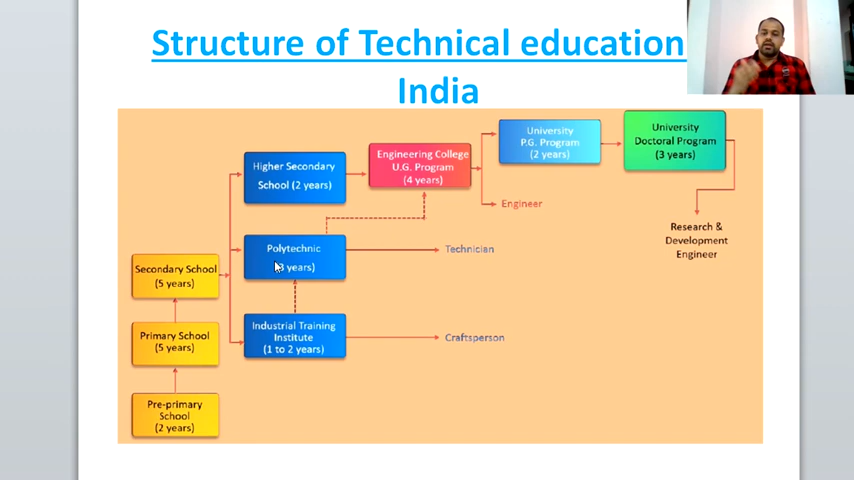 Structure of Technical education
India
University
P.G. Program
(2 years)
University
Doctoral Program
(3 years)
Engineering College
U.G. Program
(4 years)
Higher Secondary
School (2 years)
Engineer
Research &
Development
Engineer
Polytechnic
(3 years)
Technician
Secondary School
(5 years)
Industrial Training
Institute
(1 to 2 years)
Craftsperson
Primary School
(5 years)
Pre-primary
School
(2 years)